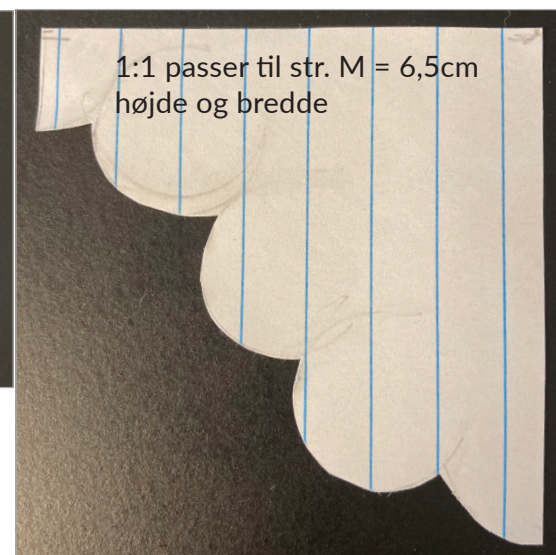 1:1 passer til str. M = 6,5cm
højde og bredde